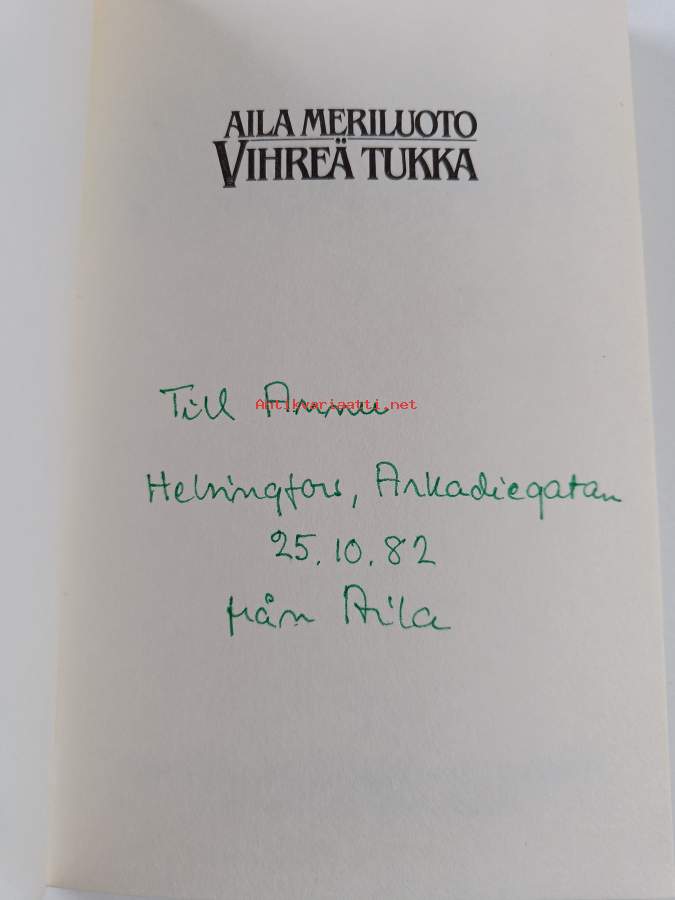 AILA MERILUOTO
VIHREÄ TUKKA
Till
Antikvariaatti.net
Helsingfors, Arkadiegatan
25.10.82
från Aila